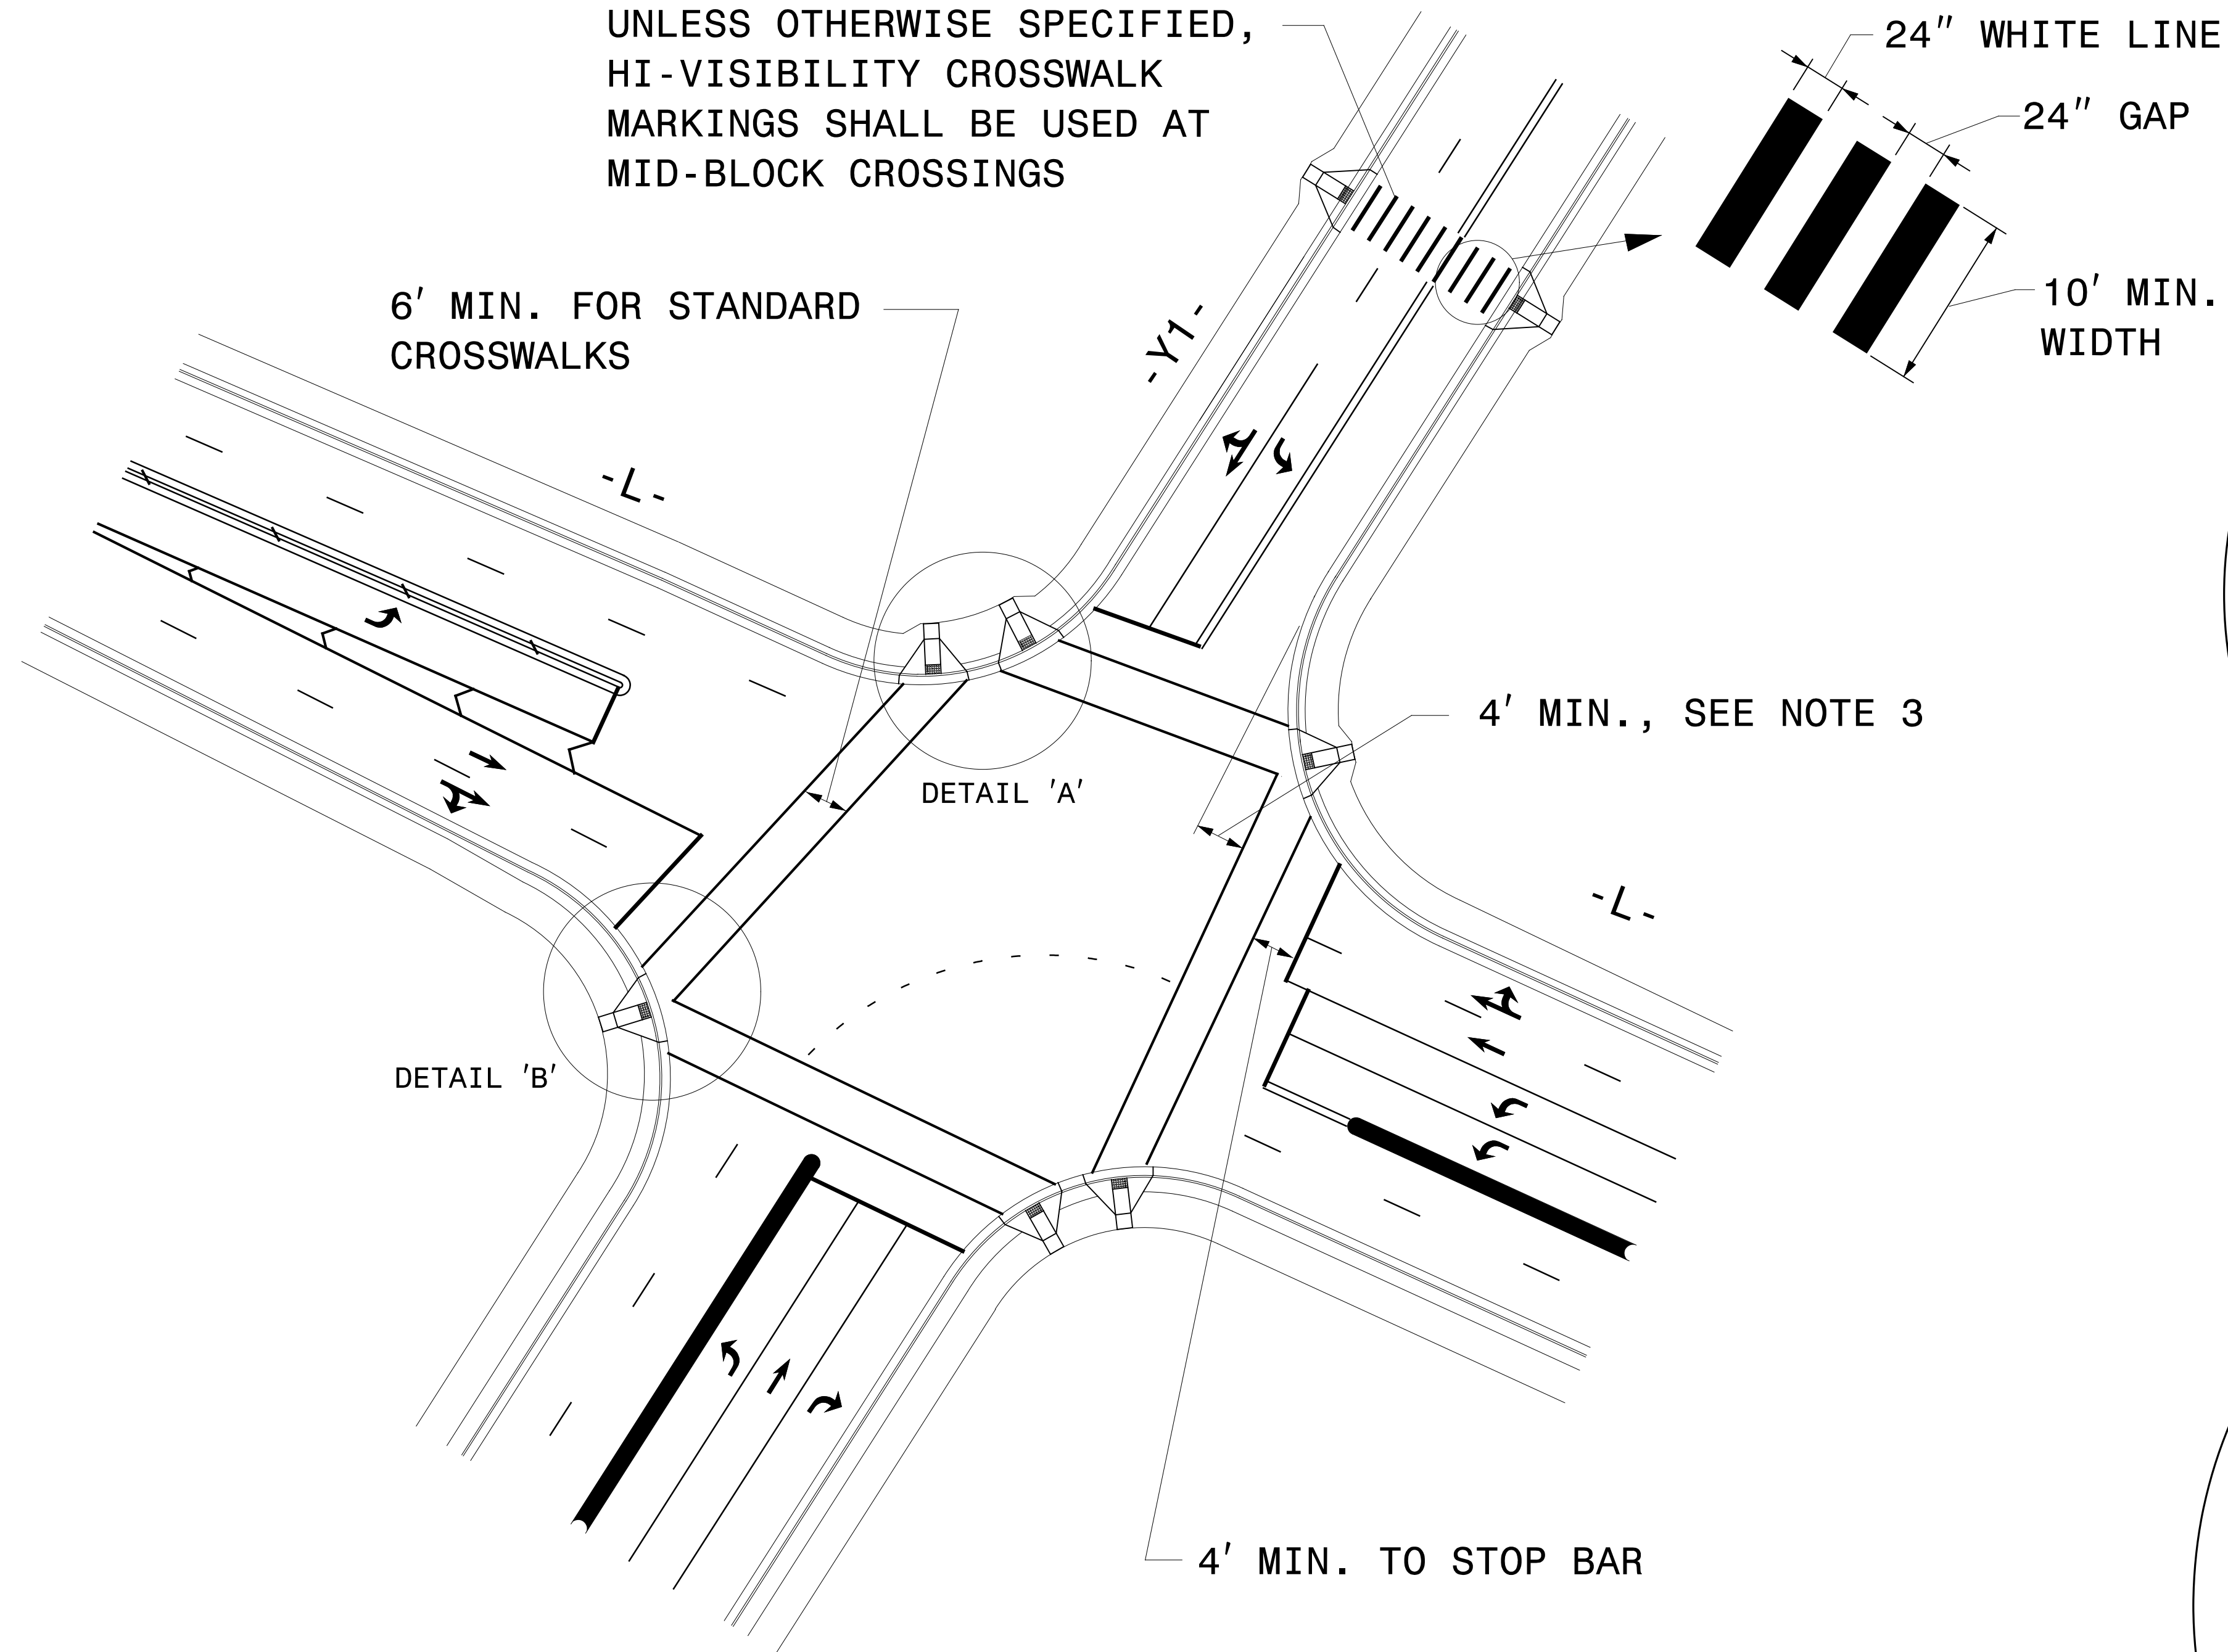 UNLESS OTHERWISE SPECIFIED,
HI-VISIBILITY CROSSWALK
MARKINGS SHALL BE USED AT
MID-BLOCK CROSSINGS
24" WHITE LINE
24" GAP
10' MIN.
WIDTH
6' MIN. FOR STANDARD
CROSSWALKS
-Y1-
-L-
4' MIN., SEE NOTE 3
DETAIL 'A'
-L-
DETAIL 'B'
4' MIN. TO STOP BAR